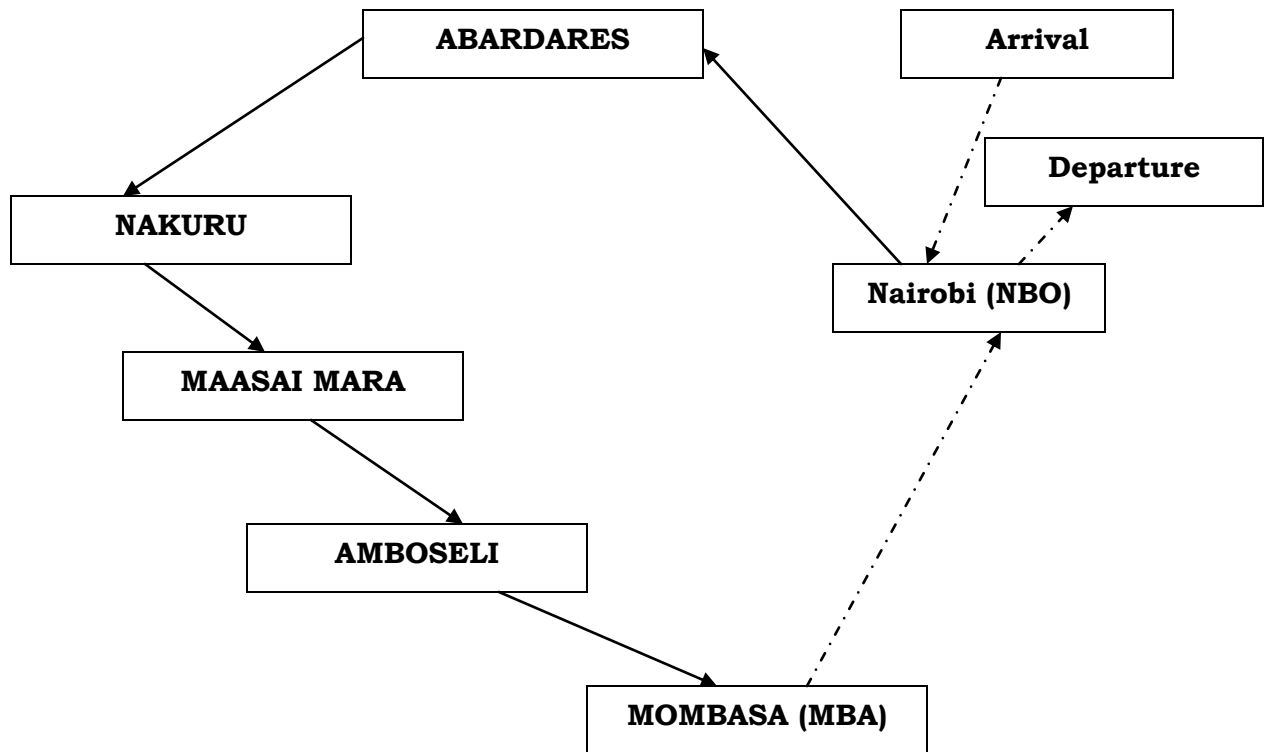 ABARDARES
Arrival
Departure
NAKURU
Nairobi (NBO)
MAASAI MARA
AMBOSELI
MOMBASA (MBA)